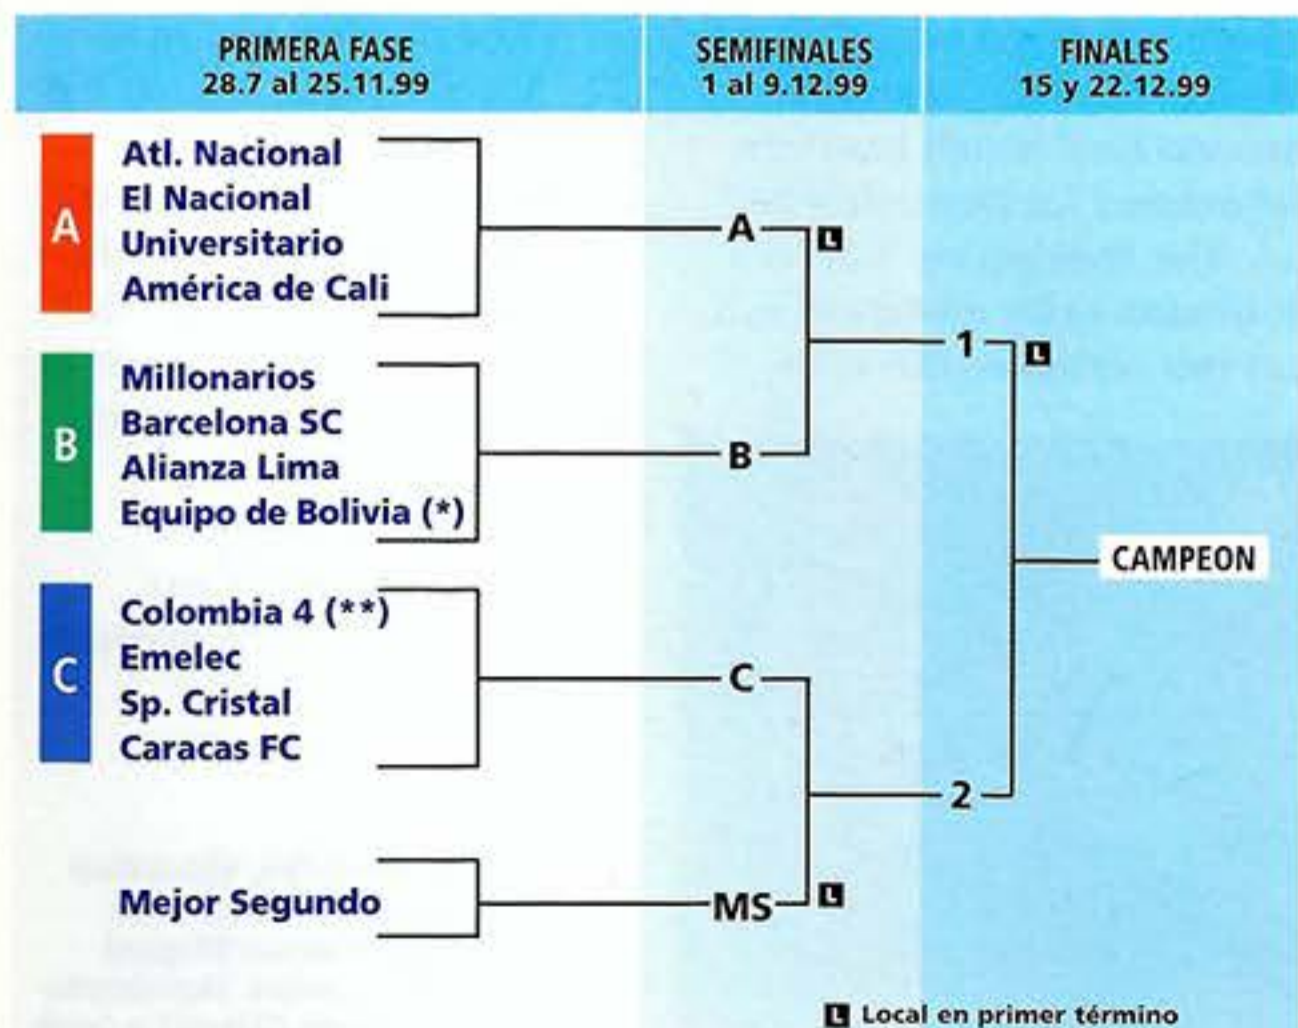 PRIMERA FASE
28.7 al 25.11.99
SEMIFINALES
1 al 9.12.99
FINALES
15 y 22.12.99
A
Atl. Nacional
El Nacional
Universitario
América de Cali
B
Millonarios
Barcelona SC
Alianza Lima
Equipo de Bolivia (*)
C
Colombia 4 (**)
Emelec
Sp. Cristal
Caracas FC
Mejor Segundo
A
L
B
C
MS
L
1
L
2
CAMPEON
L Local en primer término